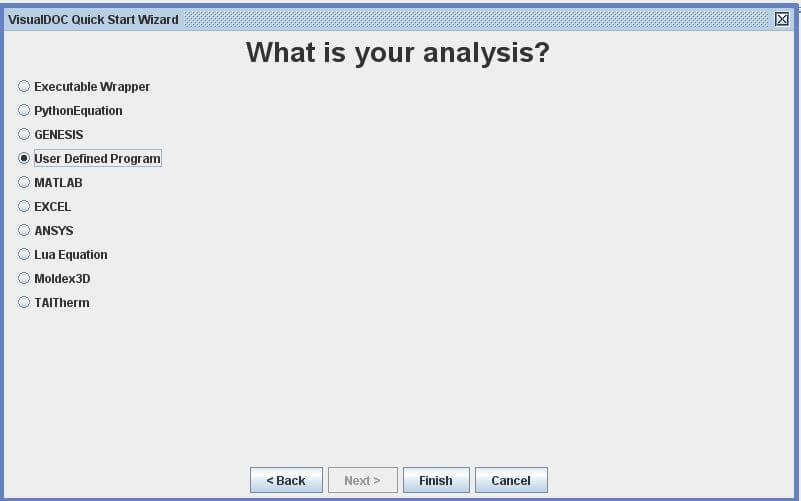 VisualDOC Quick Start Wizard
What is your analysis?
Executable Wrapper
PythonEquation
GENESIS
User Defined Program
MATLAB
EXCEL
ANSYS
Lua Equation
Moldex3D
TAITherm
< Back Next > Finish Cancel